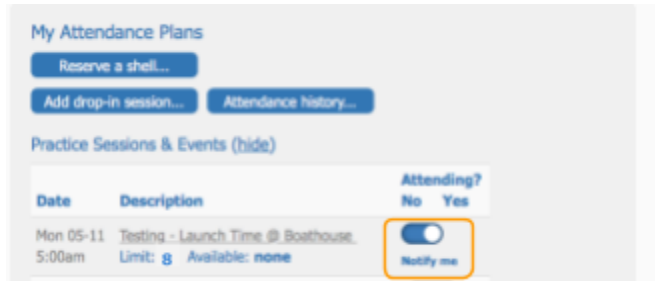 My Attendance Plans
Reserve a shell...
Add drop-in session... Attendance history...
Practice Sessions & Events (hide)
Attending?
Date Description No Yes
Mon 05-11 Testing - Launch Time @ Boathouse
5:00am Limit: 8 Available: none Notify me